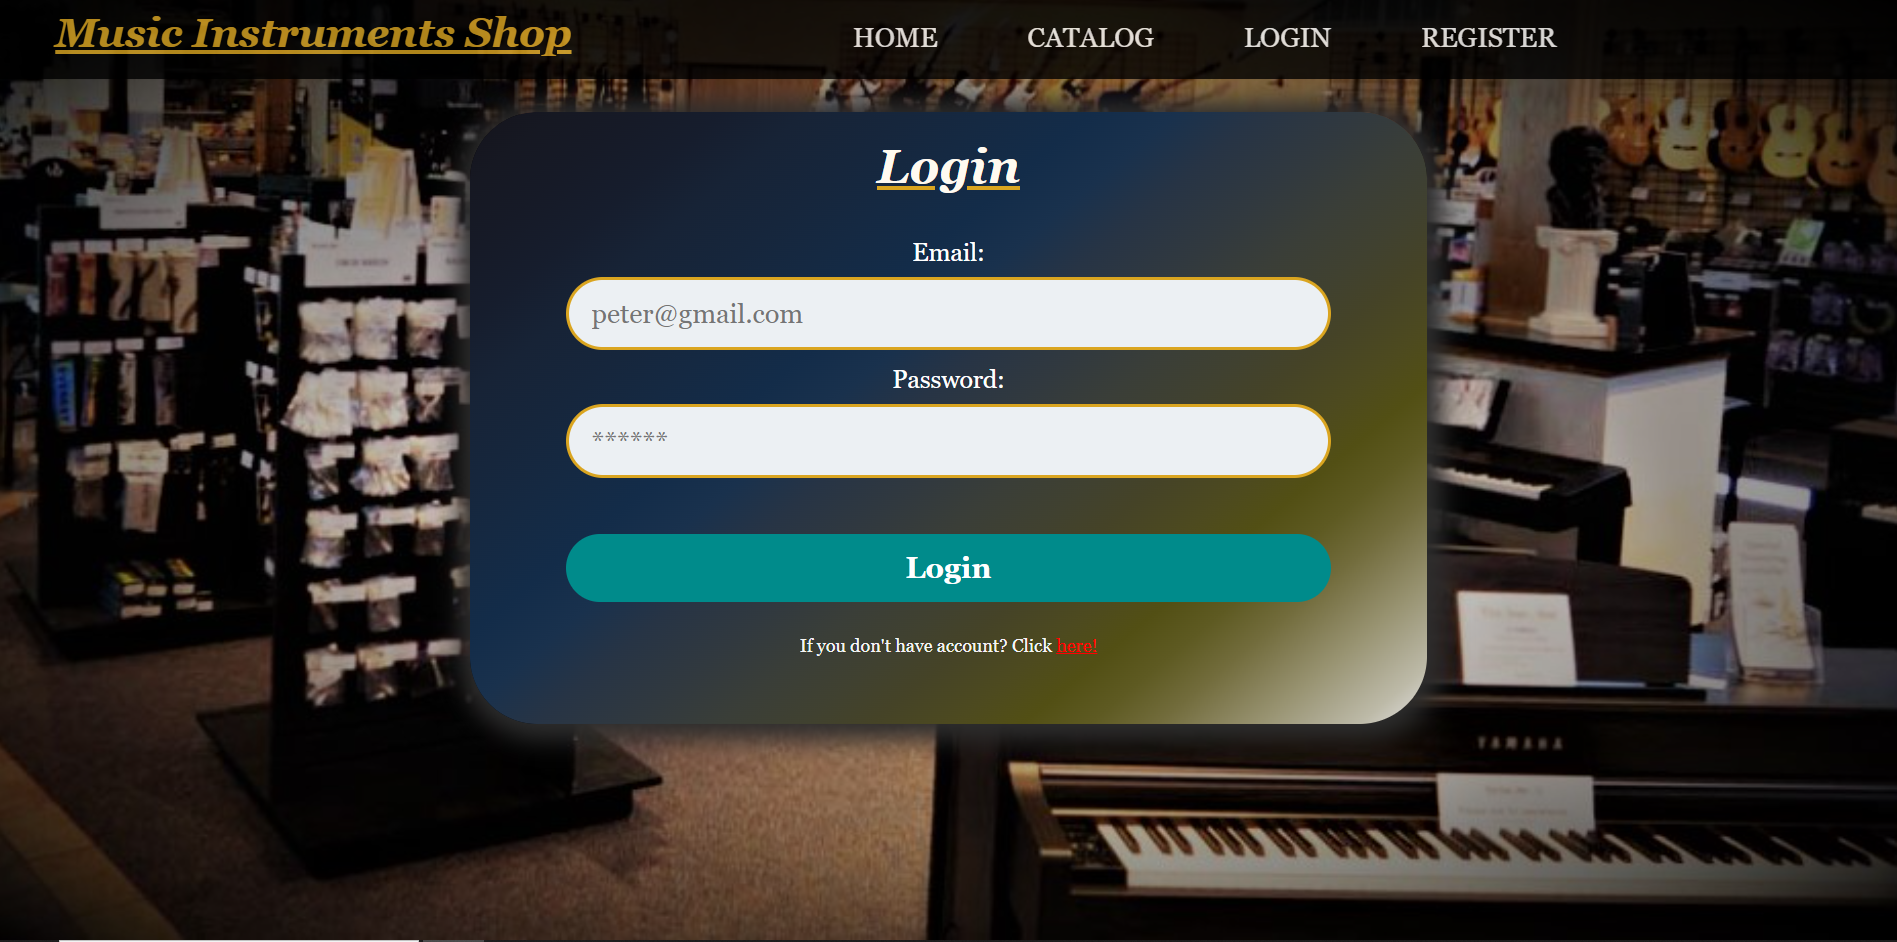 Music Instruments Shop
HOME CATALOG LOGIN REGISTER
Login
Email:
peter@gmail.com
Password:
******
Login
If you don't have account? Click here!
YAMAHA